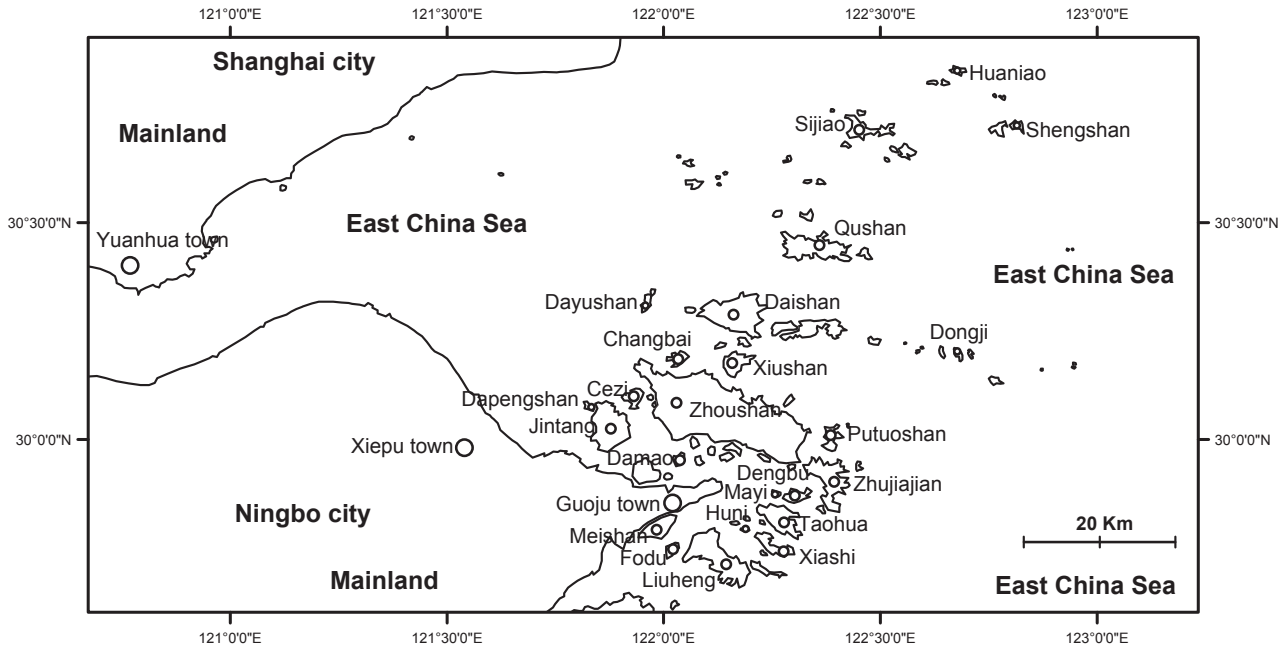 121°0'0"E
121°30'0"E
122°0'0"E
122°30'0"E
123°0'0"E
Shanghai city
Huaniao
Mainland
Sijiao
Shengshan
30°30'0"N
East China Sea
30°30'0"N
Yuanhua town
Qushan
East China Sea
Dayushan
Daishan
Changbai
Dongji
Xiushan
Cezi
Dapengshan
Zhoushan
Jintang
30°0'0"N
Xiepu town
Putuoshan
30°0'0"N
Damao
Dengbu
Zhujiajian
Mayi
Guoju town
Huni
Ningbo city
Taohua
20 Km
Meishan
Fodu
Xiashi
Liuheng
Mainland
East China Sea
121°0'0"E
121°30'0"E
122°0'0"E
122°30'0"E
123°0'0"E